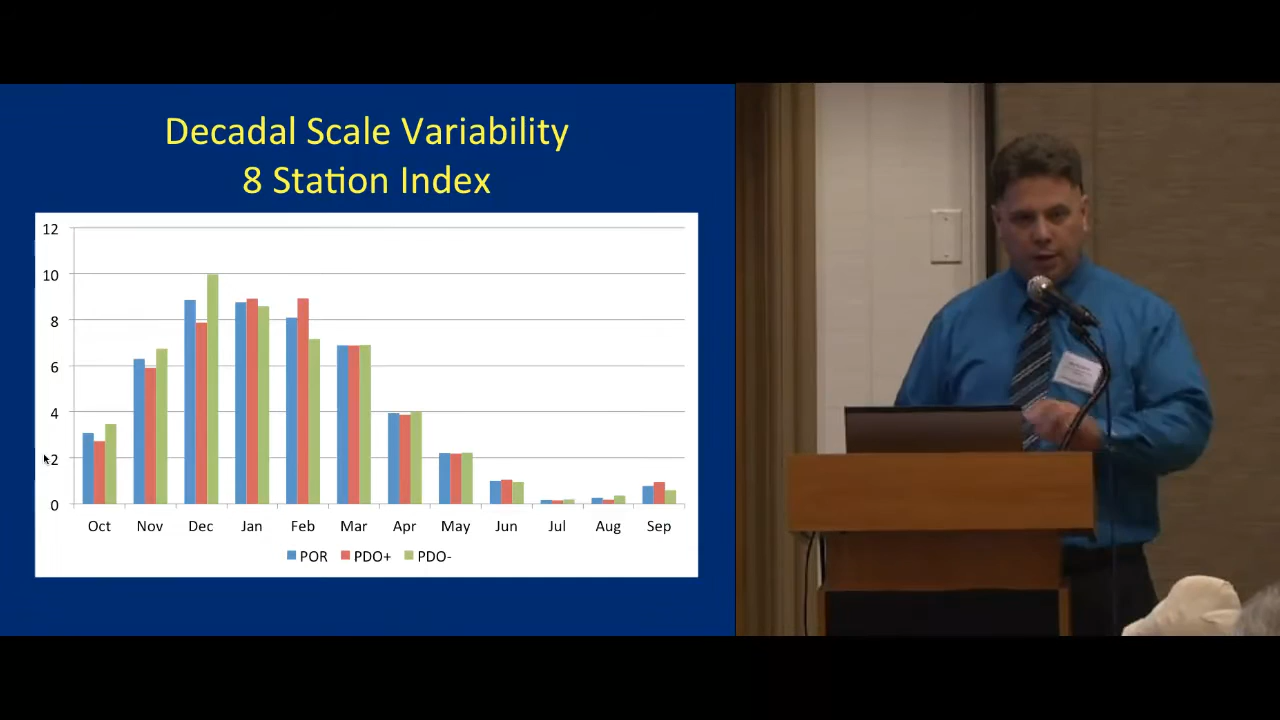 Decadal Scale Variability
8 Station Index
12
10
8
6
4
2
0
Oct Nov Dec Jan Feb Mar Apr May Jun Jul Aug Sep
POR PDO+ PDO-